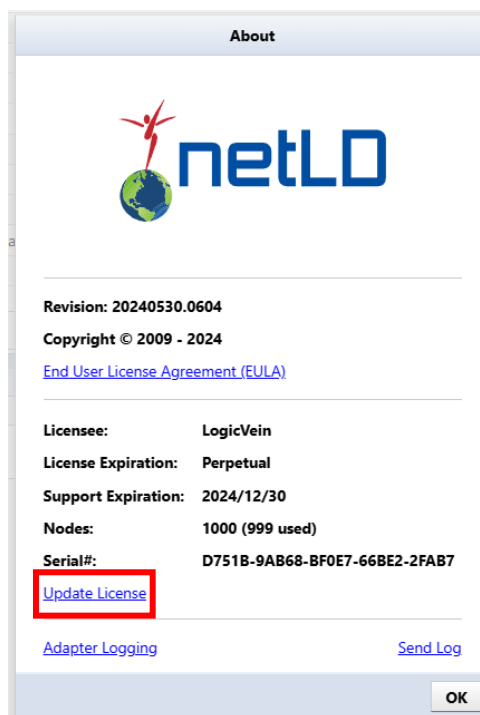 About
netLD
a
Revision: 20240530.0604
Copyright © 2009 - 2024
End User License Agreement (EULA)
Licensee: LogicVein
License Expiration: Perpetual
Support Expiration: 2024/12/30
Nodes: 1000 (999 used)
Serial#: D751B-9AB68-BF0E7-66BE2-2FAB7
Update License
Adapter Logging Send Log
OK